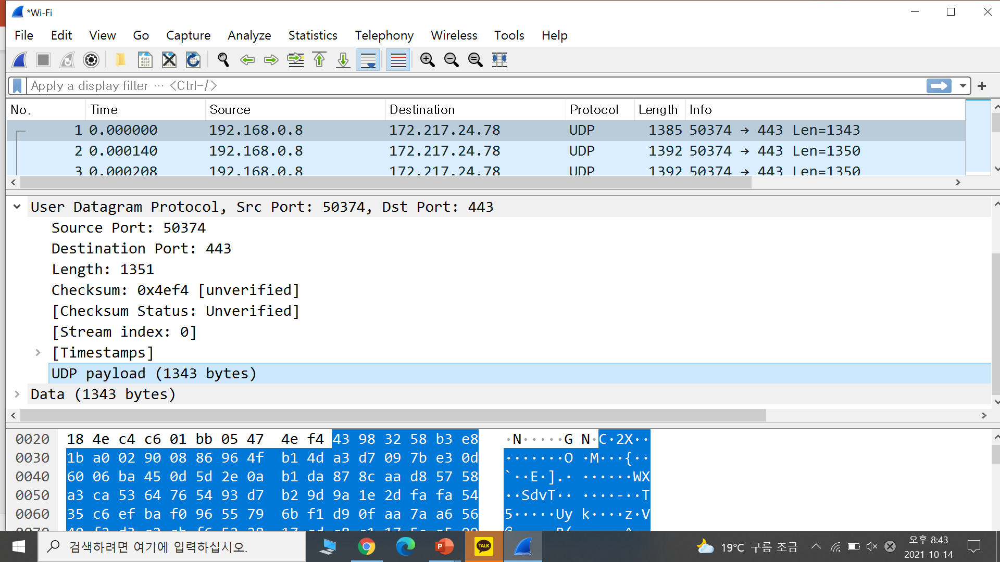 *Wi-Fi
File Edit View Go Capture Analyze Statistics Telephony Wireless Tools Help
Apply a display filter ··· <Ctrl-/>
No. Time Source Destination Protocol Length Info
1 0.000000 192.168.0.8 172.217.24.78 UDP 1385 50374 → 443 Len=1343
2 0.000140 192.168.0.8 172.217.24.78 UDP 1392 50374 → 443 Len=1350
3 0.000208 192.168.0.8 172.217.24.78 UDP 1392 50374 → 443 Len=1350
User Datagram Protocol, Src Port: 50374, Dst Port: 443
Source Port: 50374
Destination Port: 443
Length: 1351
Checksum: 0x4ef4 [unverified]
[Checksum Status: Unverified]
[Stream index: 0]
[Timestamps]
UDP payload (1343 bytes)
Data (1343 bytes)
0020 18 4e c4 c6 01 bb 05 47 4e f4 43 98 32 58 b3 e8 ·N·····G N·C·2X··
0030 1b a0 02 90 08 86 96 4f b1 4d a3 d7 09 7b e3 0d ·······O ·M···{··
0040 60 06 ba 45 0d 5d 2e 0a b1 da 87 8c aa d8 57 58 `··E·].· ······WX
0050 a3 ca 53 64 76 54 93 d7 b2 9d 9a 1e 2d fa fa 54 ··SdvT·· ····-··T
0060 35 c6 ef ba f0 96 55 79 6b f1 d9 0f aa 7a a6 56 5·····Uy k····z·V
검색하려면 여기에 입력하십시오.
TALK
19°C 구름 조금
오후 8:43
2021-10-14